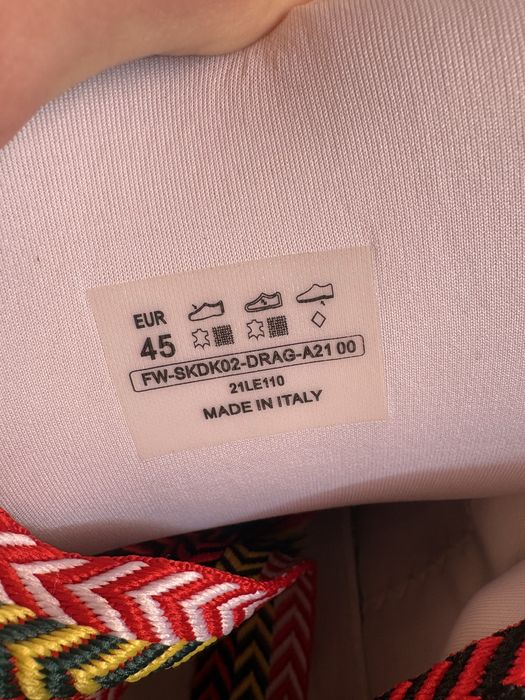 EUR
45
FW-SKDK02-DRAG-A21 00
21LE110
MADE IN ITALY